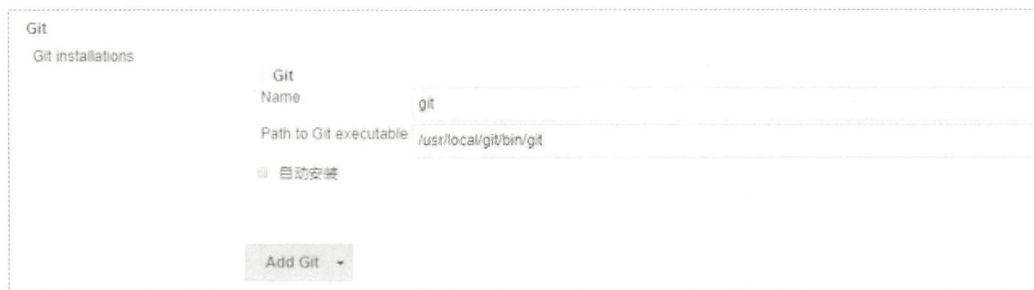 Git
Git installations
Git
Name
git
Path to Git executable
/usr/local/git/bin/git
自动安装
Add Git